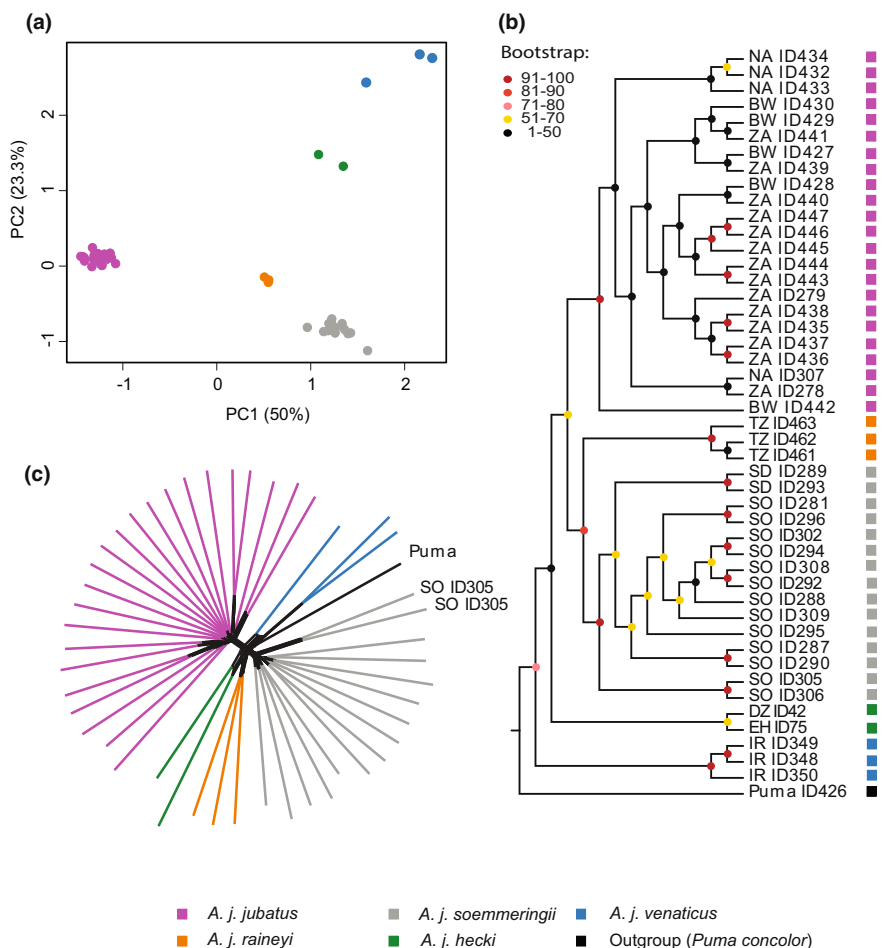 (a)
PC2 (23.3%)
2
1
0
-1
-1
0
1
2
PC1 (50%)
(b)
Bootstrap:
91-100
81-90
71-80
51-70
1-50
NA ID434
NA ID432
NA ID433
BW ID430
BW ID429
ZA ID441
BW ID427
ZA ID439
BW ID428
ZA ID440
ZA ID447
ZA ID446
ZA ID445
ZA ID444
ZA ID443
ZA ID279
ZA ID438
ZA ID435
ZA ID437
ZA ID436
NA ID307
ZA ID278
BW ID442
TZ ID463
TZ ID462
TZ ID461
SD ID289
SD ID293
SO ID281
SO ID296
SO ID302
SO ID294
SO ID308
SO ID292
SO ID288
SO ID309
SO ID295
SO ID287
SO ID290
SO ID305
SO ID306
DZ ID42
EH ID75
IR ID349
IR ID348
IR ID350
Puma ID426
(c)
Puma
SO ID305
SO ID305
A. j. jubatus
A. j. soemmeringii
A. j. venaticus
A. j. raineyi
A. j. hecki
Outgroup (Puma concolor)